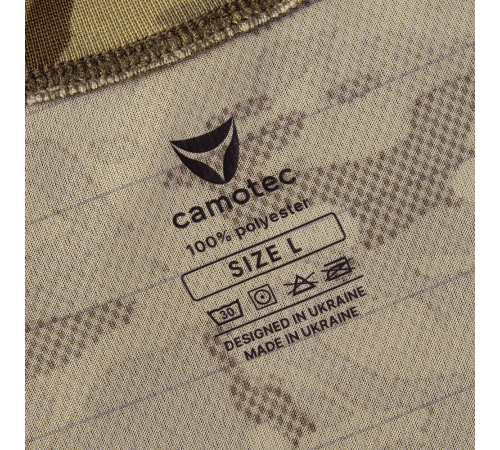 camotec
100% polyester
SIZE L
30
DESIGNED IN UKRAINE
MADE IN UKRAINE